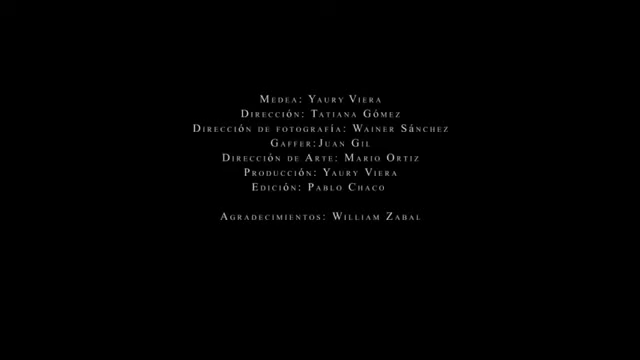 Medea: Yaury Viera
Dirección: Tatiana Gómez
Dirección de fotografía: Wainer Sánchez
Gaffer:Juan Gil
Dirección de Arte: Mario Ortiz
Producción: Yaury Viera
Edición: Pablo Chaco
Agradecimientos: William Zabal